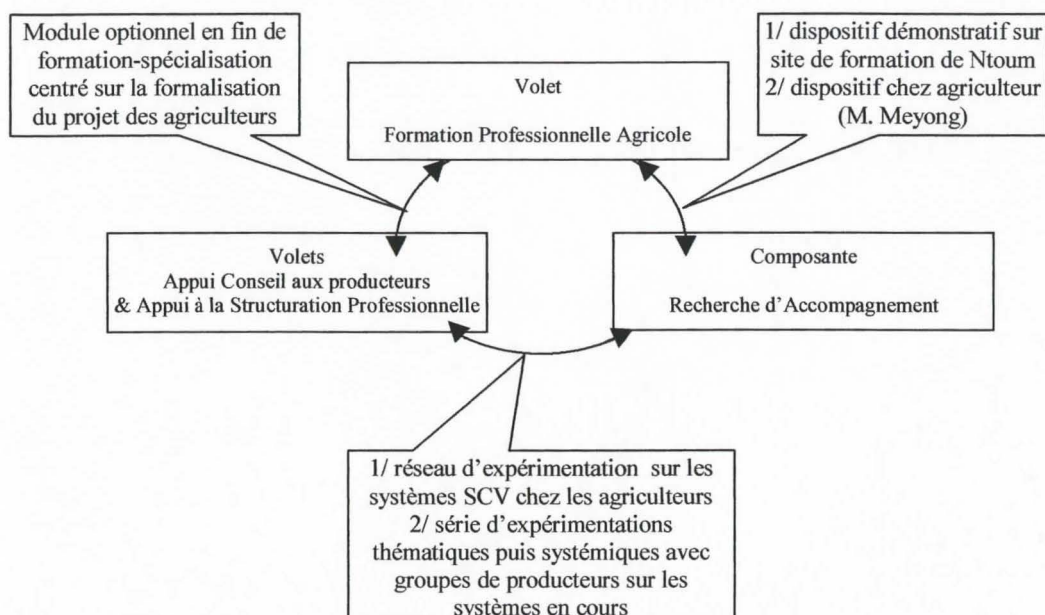 Module optionnel en fin de
formation-spécialisation
centré sur la formalisation
du projet des agriculteurs
Volet
Formation Professionnelle Agricole
1/ dispositif démonstratif sur
site de formation de Ntoum
2/ dispositif chez agriculteur
(M. Meyong)
Volets
Appui Conseil aux producteurs
& Appui à la Structuration Professionnelle
Composante
Recherche d'Accompagnement
1/ réseau d'expérimentation sur les
systèmes SCV chez les agriculteurs
2/ série d'expérimentations
thématiques puis systémiques avec
groupes de producteurs sur les
systèmes en cours